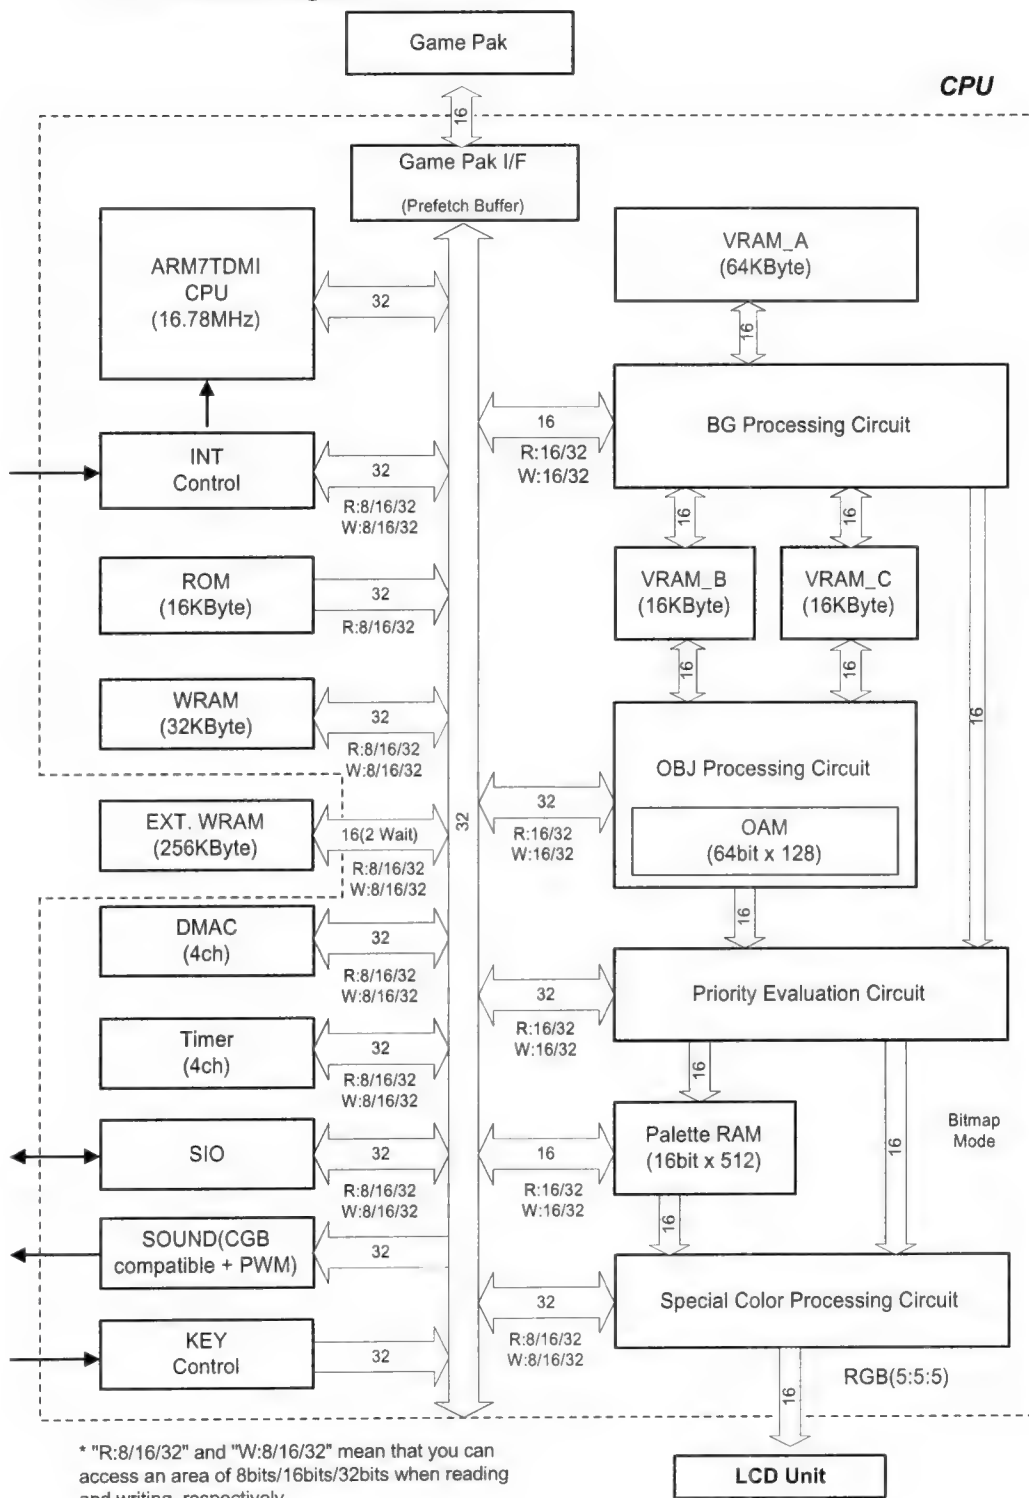 Game Pak
CPU
16
Game Pak I/F
(Prefetch Buffer)
ARM7TDMI
CPU
(16.78MHz)
32
VRAM_A
(64KByte)
16
BG Processing Circuit
16
R:16/32
W:16/32
INT
Control
32
R:8/16/32
W:8/16/32
16
16
ROM
(16KByte)
32
R:8/16/32
VRAM_B
(16KByte)
VRAM_C
(16KByte)
16
16
16
WRAM
(32KByte)
32
R:8/16/32
W:8/16/32
OBJ Processing Circuit
OAM
(64bit x 128)
32
R:16/32
W:16/32
32
EXT. WRAM
(256KByte)
16(2 Wait)
R:8/16/32
W:8/16/32
16
DMAC
(4ch)
32
R:8/16/32
W:8/16/32
Priority Evaluation Circuit
32
R:16/32
W:16/32
Timer
(4ch)
32
R:8/16/32
W:8/16/32
16
16
Bitmap
Mode
Palette RAM
(16bit x 512)
16
R:16/32
W:16/32
SIO
32
R:8/16/32
W:8/16/32
16
SOUND(CGB
compatible + PWM)
32
Special Color Processing Circuit
32
R:8/16/32
W:8/16/32
KEY
Control
32
16
RGB(5:5:5)
LCD Unit
* "R:8/16/32" and "W:8/16/32" mean that you can
access an area of 8bits/16bits/32bits when reading
and writing, respectively.